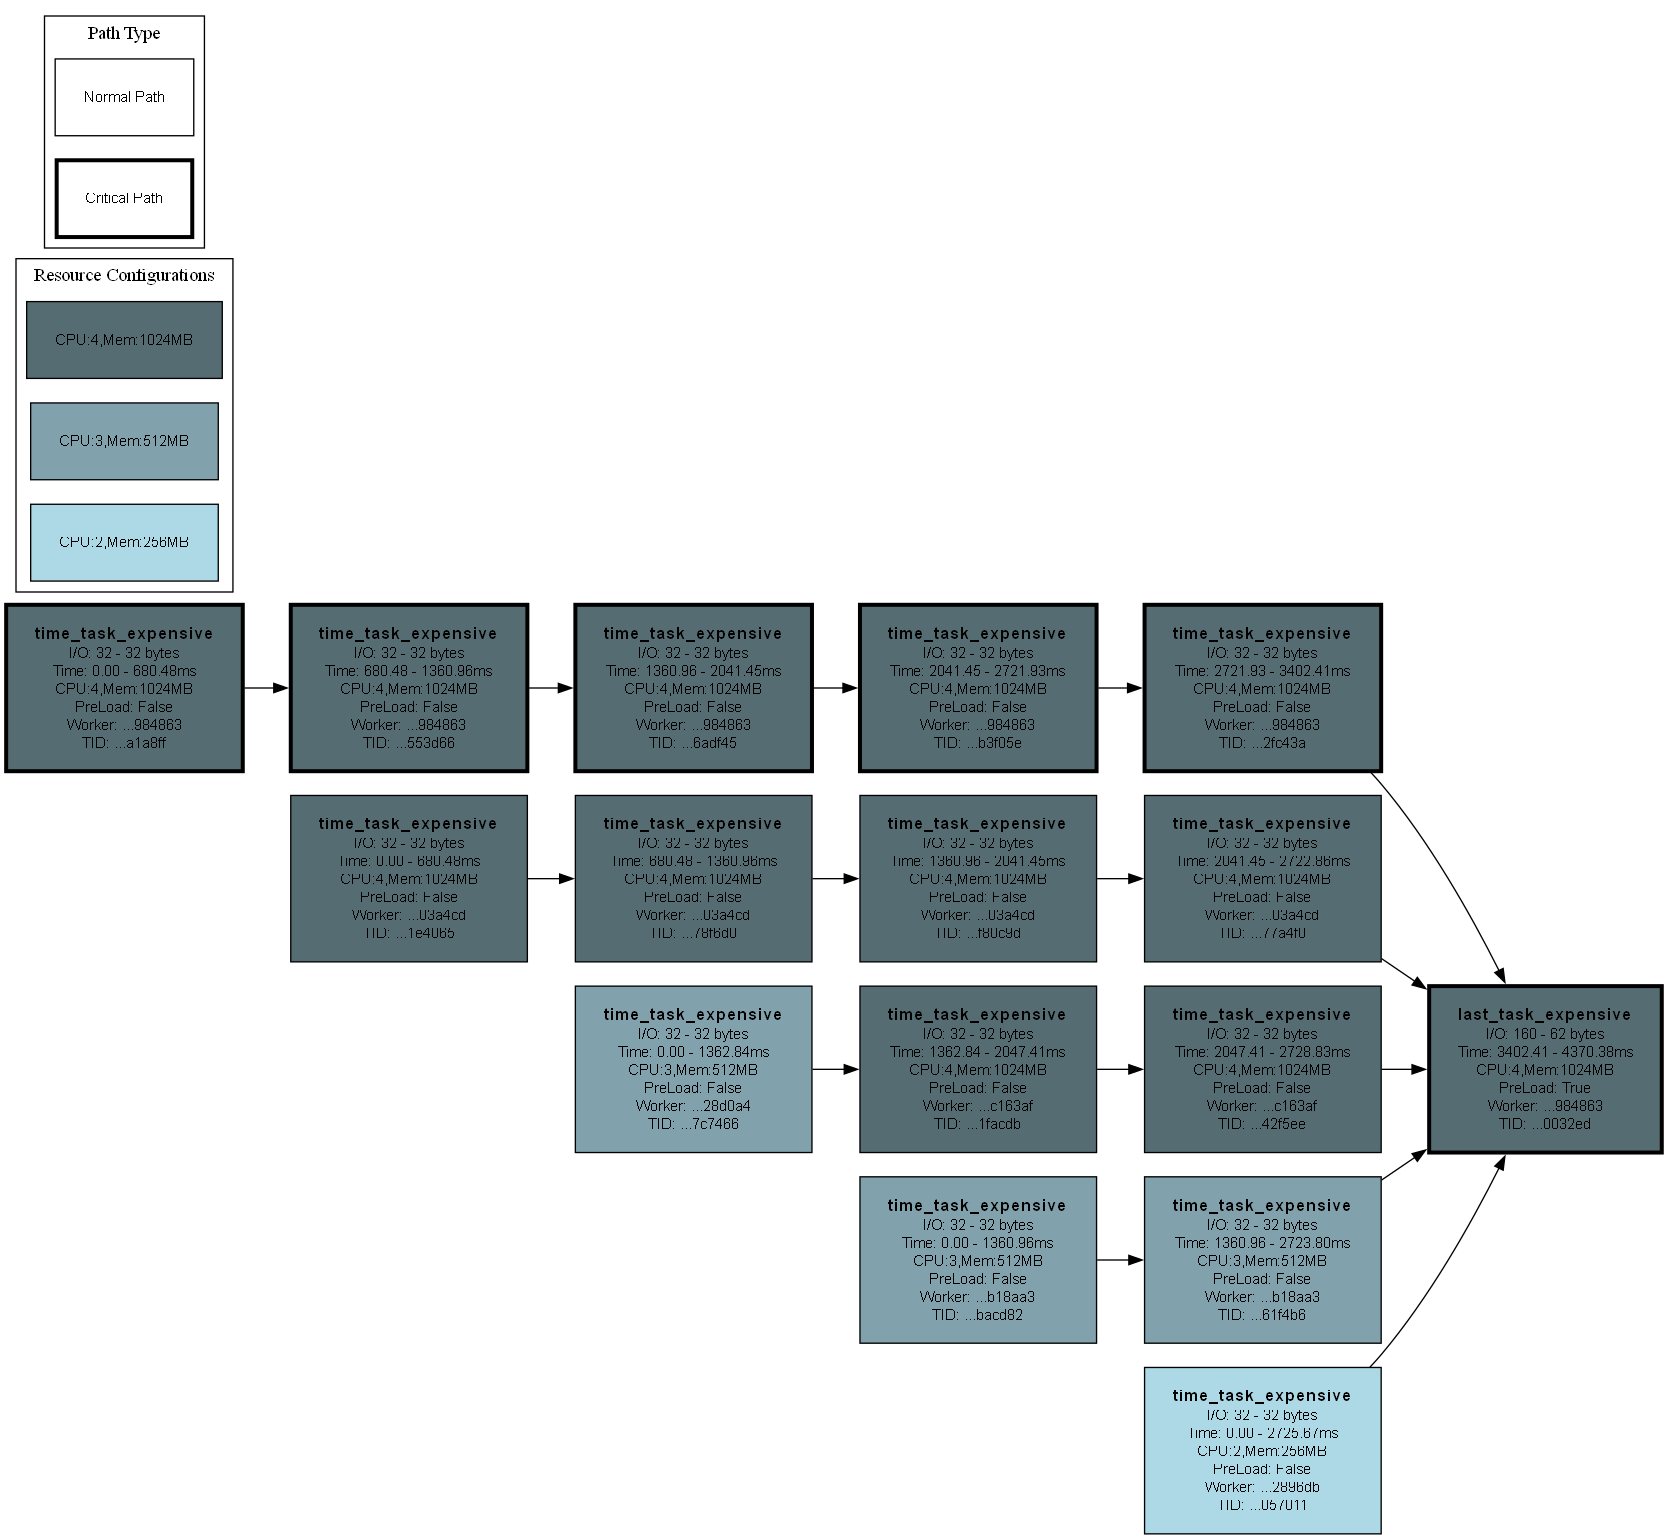 Path Type
Normal Path
Critical Path
Resource Configurations
CPU:4,Mem:1024MB
CPU:3,Mem:512MB
CPU:2,Mem:256MB
time_task_expensive
I/O: 32 - 32 bytes
Time: 0.00 - 680.48ms
CPU:4,Mem:1024MB
PreLoad: False
Worker: ...984863
TID: ...a1a8ff
time_task_expensive
I/O: 32 - 32 bytes
Time: 680.48 - 1360.96ms
CPU:4,Mem:1024MB
PreLoad: False
Worker: ...984863
TID: ...553d66
time_task_expensive
I/O: 32 - 32 bytes
Time: 1360.96 - 2041.45ms
CPU:4,Mem:1024MB
PreLoad: False
Worker: ...984863
TID: ...6adf45
time_task_expensive
I/O: 32 - 32 bytes
Time: 2041.45 - 2721.93ms
CPU:4,Mem:1024MB
PreLoad: False
Worker: ...984863
TID: ...b3f05e
time_task_expensive
I/O: 32 - 32 bytes
Time: 2721.93 - 3402.41ms
CPU:4,Mem:1024MB
PreLoad: False
Worker: ...984863
TID: ...2fc43a
time_task_expensive
I/O: 32 - 32 bytes
Time: 0.00 - 680.48ms
CPU:4,Mem:1024MB
PreLoad: False
Worker: ...03a4cd
TID: ...1e4065
time_task_expensive
I/O: 32 - 32 bytes
Time: 680.48 - 1360.96ms
CPU:4,Mem:1024MB
PreLoad: False
Worker: ...03a4cd
TID: ...78f6d0
time_task_expensive
I/O: 32 - 32 bytes
Time: 1360.96 - 2041.45ms
CPU:4,Mem:1024MB
PreLoad: False
Worker: ...03a4cd
TID: ...f80c9d
time_task_expensive
I/O: 32 - 32 bytes
Time: 2041.45 - 2722.86ms
CPU:4,Mem:1024MB
PreLoad: False
Worker: ...03a4cd
TID: ...77a4f0
time_task_expensive
I/O: 32 - 32 bytes
Time: 0.00 - 1362.84ms
CPU:3,Mem:512MB
PreLoad: False
Worker: ...28d0a4
TID: ...7c7466
time_task_expensive
I/O: 32 - 32 bytes
Time: 1362.84 - 2047.41ms
CPU:4,Mem:1024MB
PreLoad: False
Worker: ...c163af
TID: ...1facdb
time_task_expensive
I/O: 32 - 32 bytes
Time: 2047.41 - 2728.83ms
CPU:4,Mem:1024MB
PreLoad: False
Worker: ...c163af
TID: ...42f5ee
last_task_expensive
I/O: 160 - 62 bytes
Time: 3402.41 - 4370.38ms
CPU:4,Mem:1024MB
PreLoad: True
Worker: ...984863
TID: ...0032ed
time_task_expensive
I/O: 32 - 32 bytes
Time: 0.00 - 1360.96ms
CPU:3,Mem:512MB
PreLoad: False
Worker: ...b18aa3
TID: ...bacd82
time_task_expensive
I/O: 32 - 32 bytes
Time: 1360.96 - 2723.80ms
CPU:3,Mem:512MB
PreLoad: False
Worker: ...b18aa3
TID: ...61f4b6
time_task_expensive
I/O: 32 - 32 bytes
Time: 0.00 - 2725.67ms
CPU:2,Mem:256MB
PreLoad: False
Worker: ...2896db
TID: ...057011